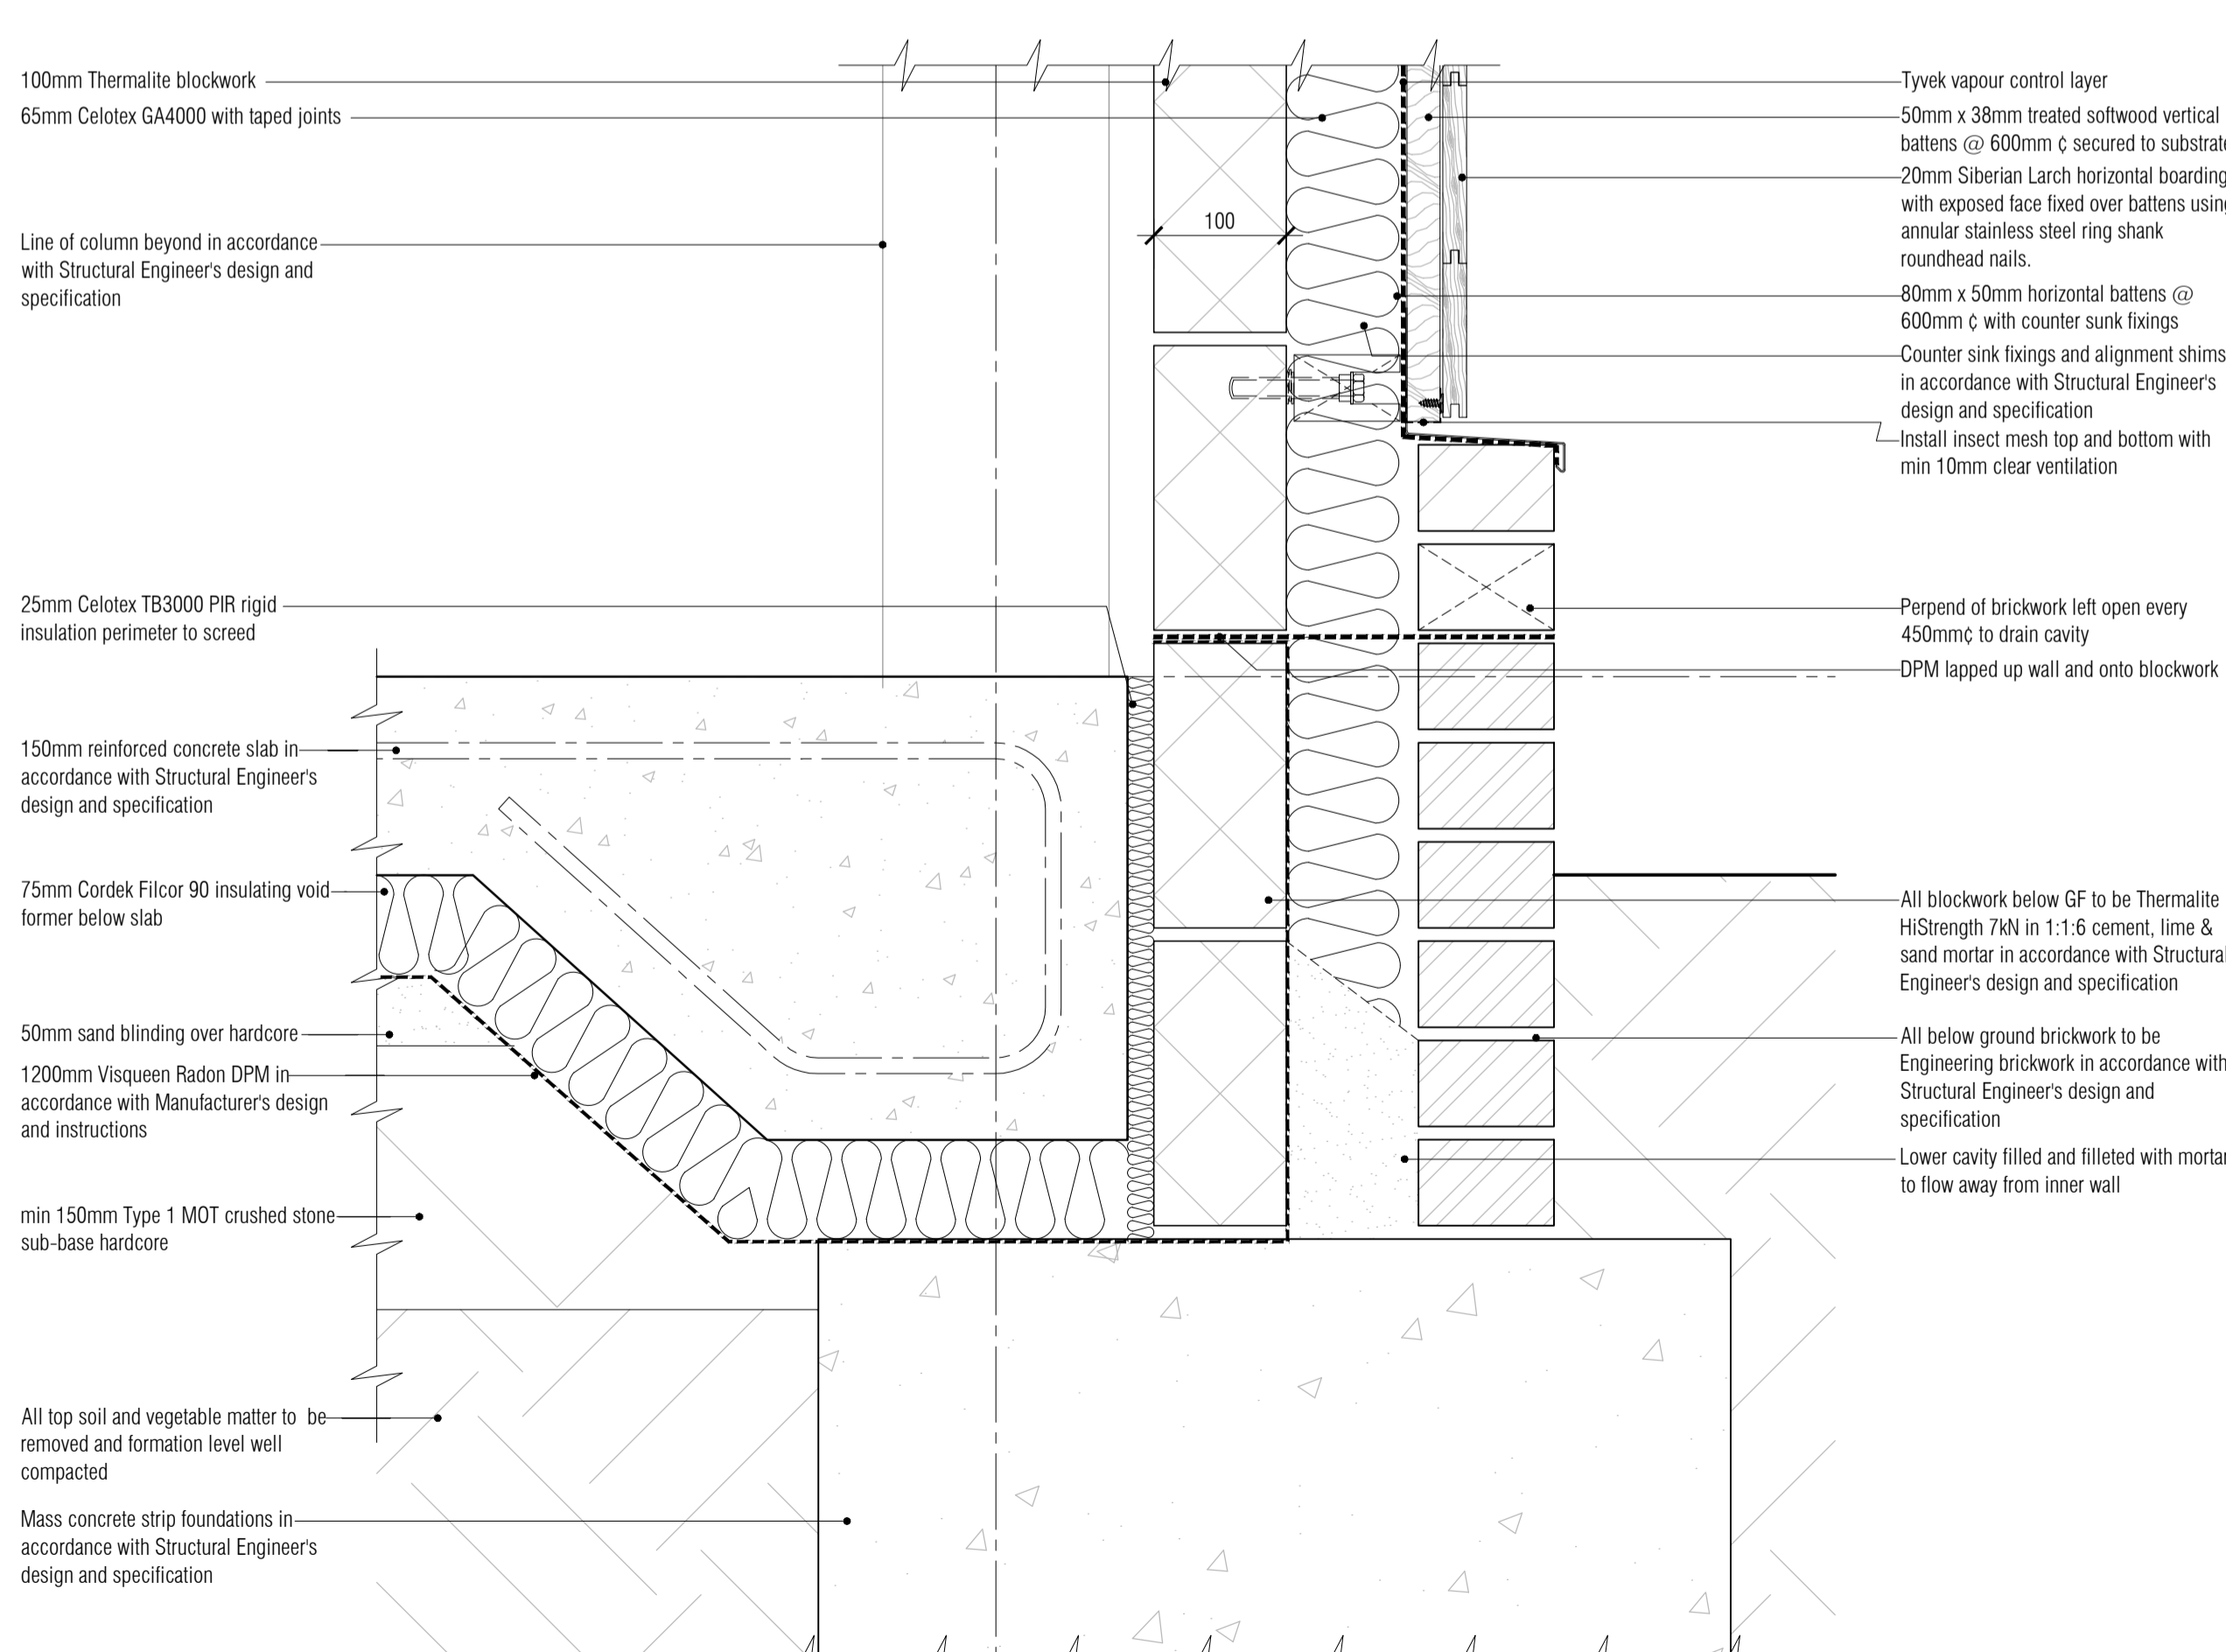 100mm Thermalite blockwork
65mm Celotex GA4000 with taped joints
Line of column beyond in accordance
with Structural Engineer's design and
specification
25mm Celotex TB3000 PIR rigid
insulation perimeter to screed
150mm reinforced concrete slab in
accordance with Structural Engineer's
design and specification
75mm Cordek Filcor 90 insulating void
former below slab
50mm sand blinding over hardcore
1200mm Visqueen Radon DPM in
accordance with Manufacturer's design
and instructions
min 150mm Type 1 MOT crushed stone
sub-base hardcore
All top soil and vegetable matter to be
removed and formation level well
compacted
Mass concrete strip foundations in
accordance with Structural Engineer's
design and specification
100
Tyvek vapour control layer
50mm x 38mm treated softwood vertical
battens @ 600mm ¢ secured to substrate
20mm Siberian Larch horizontal boarding
with exposed face fixed over battens using
annular stainless steel ring shank
roundhead nails.
80mm x 50mm horizontal battens @
600mm ¢ with counter sunk fixings
Counter sink fixings and alignment shims
in accordance with Structural Engineer's
design and specification
Install insect mesh top and bottom with
min 10mm clear ventilation
Perpend of brickwork left open every
450mm¢ to drain cavity
DPM lapped up wall and onto blockwork
All blockwork below GF to be Thermalite
HiStrength 7kN in 1:1:6 cement, lime &
sand mortar in accordance with Structural
Engineer's design and specification
All below ground brickwork to be
Engineering brickwork in accordance with
Structural Engineer's design and
specification
Lower cavity filled and filleted with mortar
to flow away from inner wall